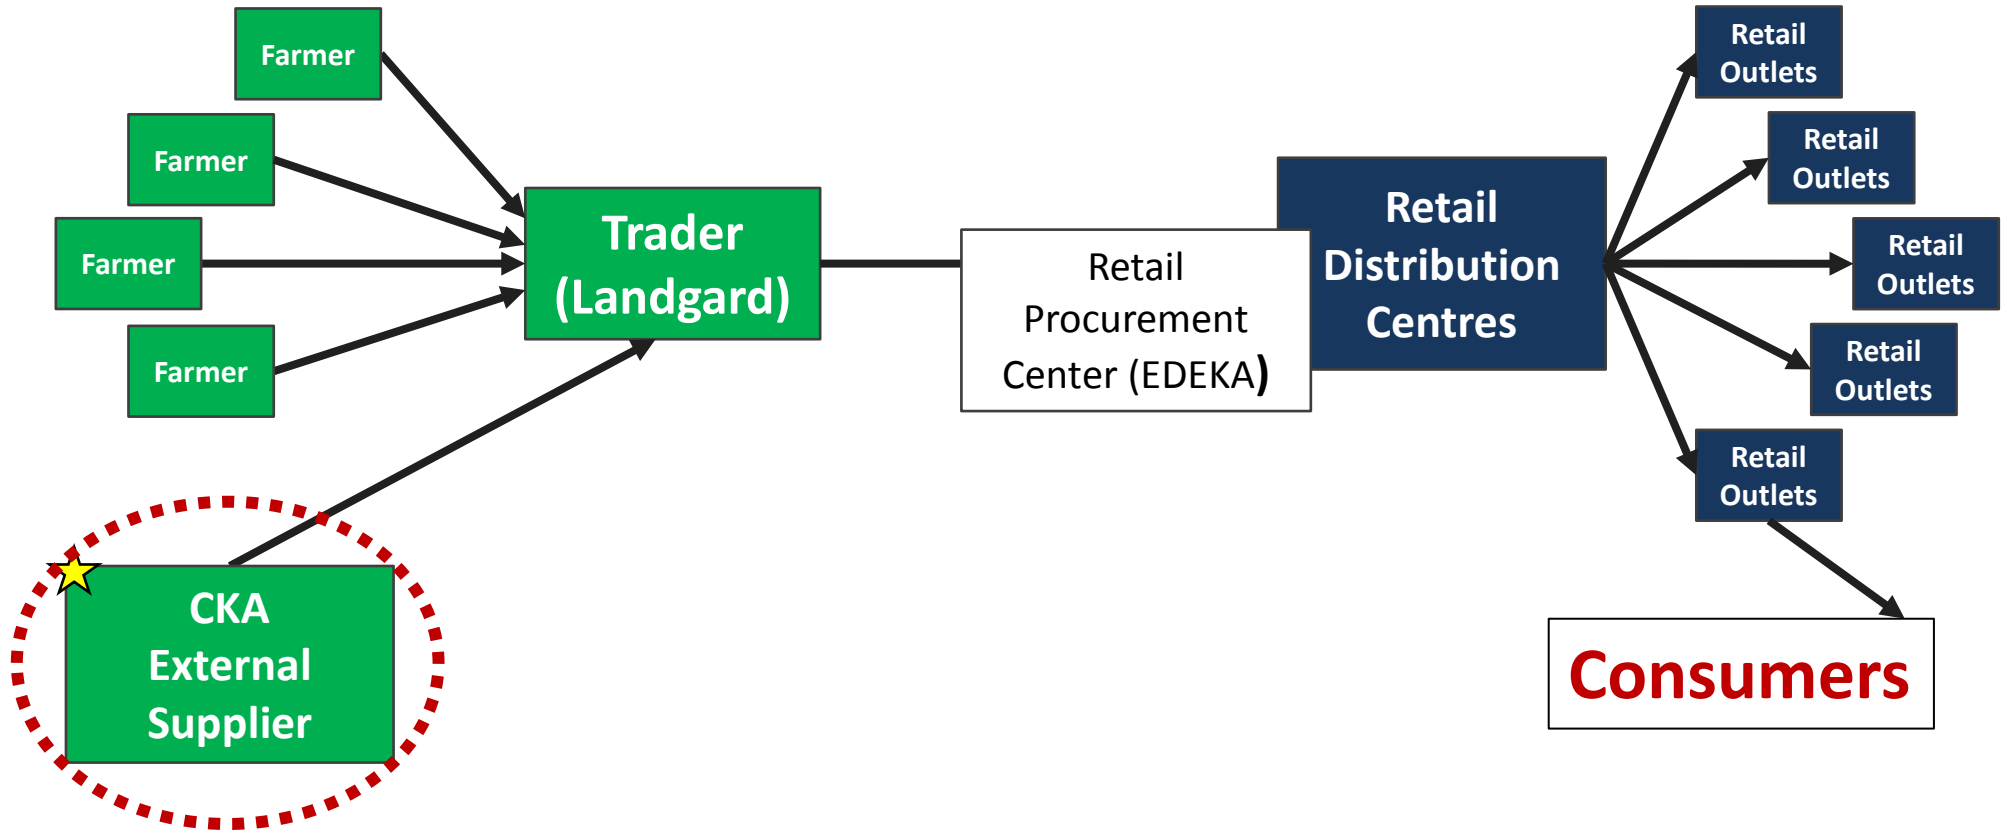 Farmer
Farmer
Farmer
Farmer
CKA
External
Supplier
Trader
(Landgard)
Retail
Procurement
Center (EDEKA)
Retail
Distribution
Centres
Retail
Outlets
Retail
Outlets
Retail
Outlets
Retail
Outlets
Retail
Outlets
Consumers